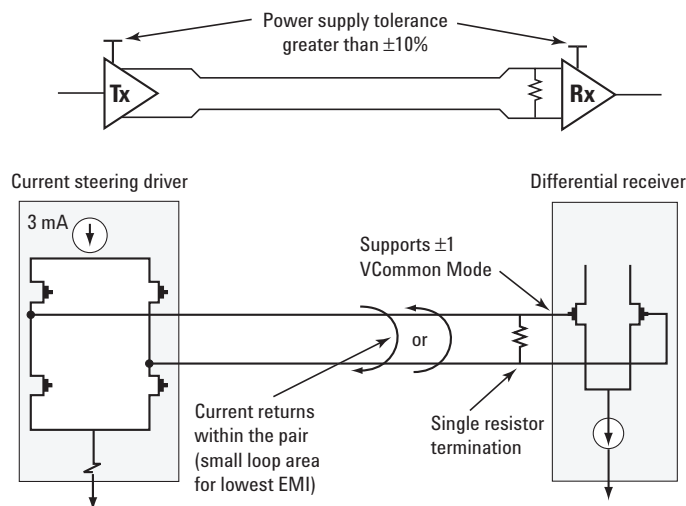 Power supply tolerance
greater than ±10%
Tx
Rx
Current steering driver
Differential receiver
3 mA
Supports ±1
VCommon Mode
or
Current returns
within the pair
(small loop area
for lowest EMI)
Single resistor
termination